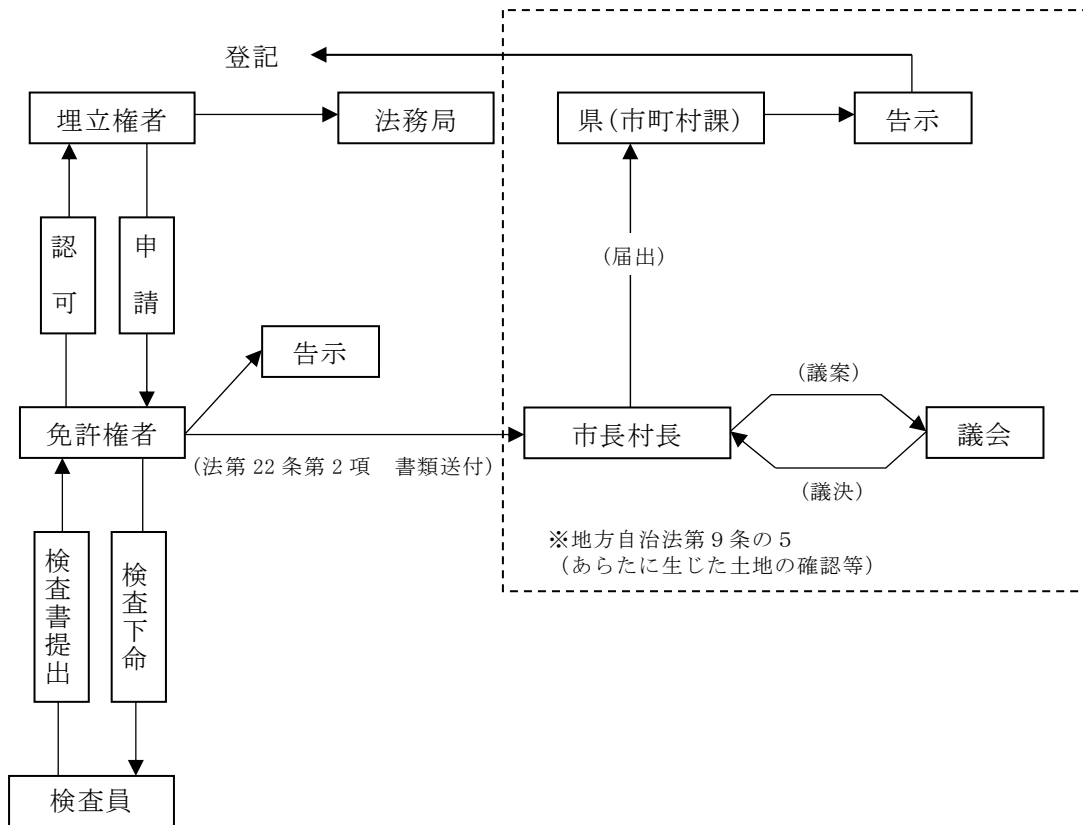 登記
埋立権者
法務局
県(市町村課)
告示
認可
申請
(届出)
告示
(議案)
免許権者
市長村長
議会
(法第22条第2項　書類送付)
(議決)
※地方自治法第9条の5
(あらたに生じた土地の確認等)
検査書提出
検査下命
検査員